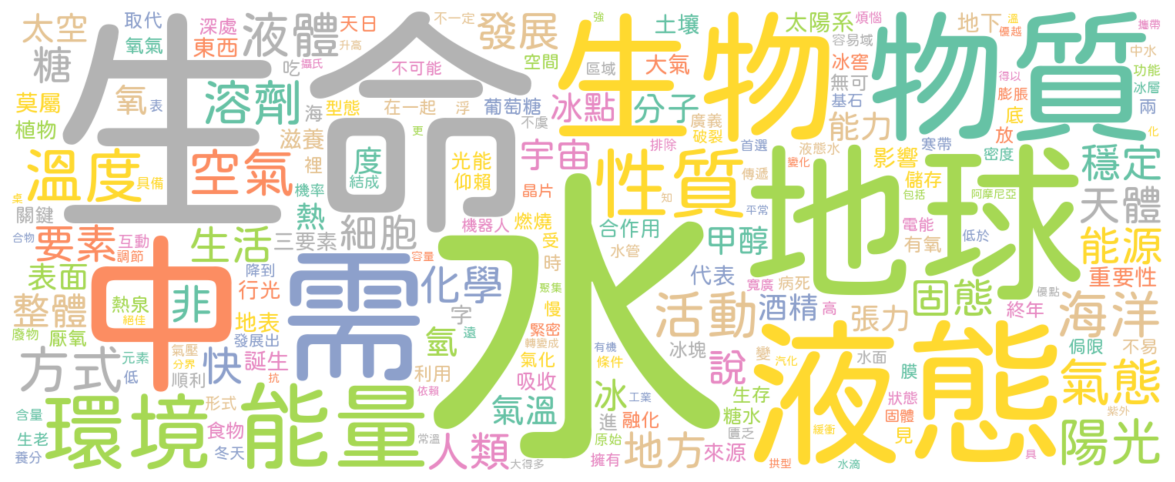 太空
取代
深處
液體
天日
不一定
發展
強
土壤
太陽系
煩惱
地下
溫
優越
攜帶
糖
氧氣
東西
生命
吃
升高
攝氏
不可能
空間
區域
大氣
生物
物質
容易域
冰窖
無可
中水
功能
得以
冰層
膨脹
莫屬
氧
表
溶劑
海
型態
在一起
浮
葡萄糖
冰點
分子
基石
能力
底
兩
植物
滋養
不虞
廣義
破裂
液態水
放
化
溫度
空氣
裡
度
光能
更
宇宙
排除
首選
寒帶
影響
密度
穩定
具備
結成
仰賴
性質
傳遞
變化
儲存
地球
阿摩尼亞
桌
機率
晶片
知
平常
包括
天體
關鍵
熱
細胞
機器人
燃燒
合作用
電能
合物
要素
互動
生活
三要素
受
水管
甲醇
有氧
低於
能源
調節
中
需
容量
時
代表
寬廣
病死
重要性
表面
非
降到
化學
水
聚集
酒精
高
固態
優點
熱泉
行光
慢
活動
張力
終年
海洋
整體
絕佳
地表
字
遠
緊密
侷限
不易
廢物
厭氧
發展出
氫
轉變成
冰塊
變
水面
方式
元素
氣壓
分界
誕生
氣化
有機
條件
說
汽化
膜
氣態
低
順利
快
抗
利用
依賴
吸收
冰
生存
液態
狀態
紫外
含量
環境
形式
能量
氣溫
進
工業
糖水
固體
生老
食物
常溫
人類
融化
原始
匱乏
緩衝
見
陽光
養分
冬天
大得多
擁有
地方
來源
拱型
水滴
具